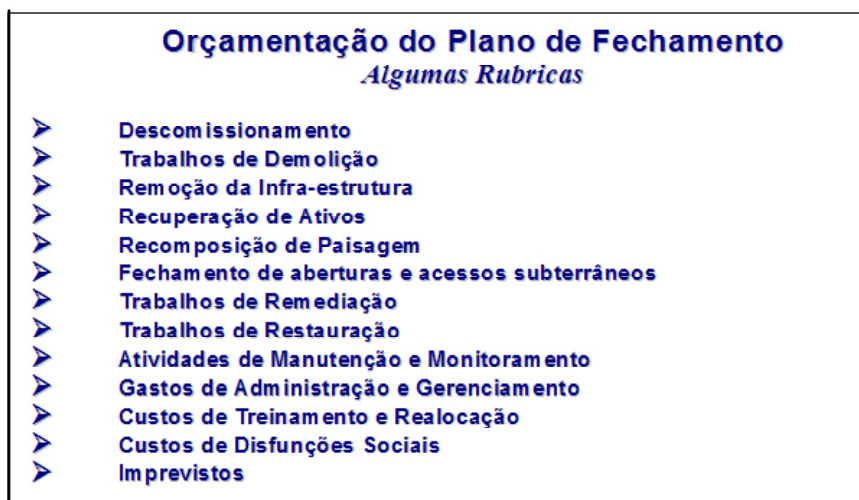 Orçamentação do Plano de Fechamento
Algumas Rubricas
➢ Descomissionamento
➢ Trabalhos de Demolição
➢ Remoção da Infra-estrutura
➢ Recuperação de Ativos
➢ Recomposição de Paisagem
➢ Fechamento de aberturas e acessos subterrâneos
➢ Trabalhos de Remediação
➢ Trabalhos de Restauração
➢ Atividades de Manutenção e Monitoramento
➢ Gastos de Administração e Gerenciamento
➢ Custos de Treinamento e Realocação
➢ Custos de Disfunções Sociais
➢ Imprevistos